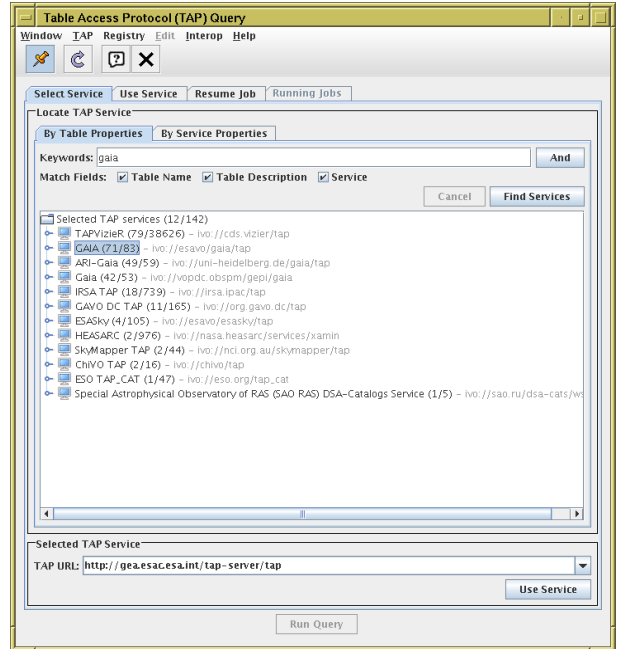 Table Access Protocol (TAP) Query
Window TAP Registry Edit Interop Help
Select Service Use Service Resume Job Running Jobs
Locate TAP Service
By Table Properties By Service Properties
Keywords: gaia And
Match Fields: Table Name Table Description Service
Cancel Find Services
Selected TAP services (12/142)
TAPVizieR (79/38626) - ivo://cds.vizier/tap
GAIA (71/83) - ivo://esavo/gaia/tap
ARI-Gaia (49/59) - ivo://uni-heidelberg.de/gaia/tap
Gaia (42/53) - ivo://vopdc.obspm/gepi/gaia
IRSA TAP (18/739) - ivo://irsa.ipac/tap
GAVO DC TAP (11/165) - ivo://org.gavo.dc/tap
ESASky (4/105) - ivo://esavo/esasky/tap
HEASARC (2/976) - ivo://nasa.heasarc/services/xamin
SkyMapper TAP (2/44) - ivo://nci.org.au/skymapper/tap
ChiVO TAP (2/16) - ivo://chivo/tap
ESO TAP_CAT (1/47) - ivo://eso.org/tap_cat
Special Astrophysical Observatory of RAS (SAO RAS) DSA-Catalogs Service (1/5) - ivo://sao.ru/dsa-cats/ws
Selected TAP Service
TAP URL: http://gea.esac.esa.int/tap-server/tap
Use Service
Run Query